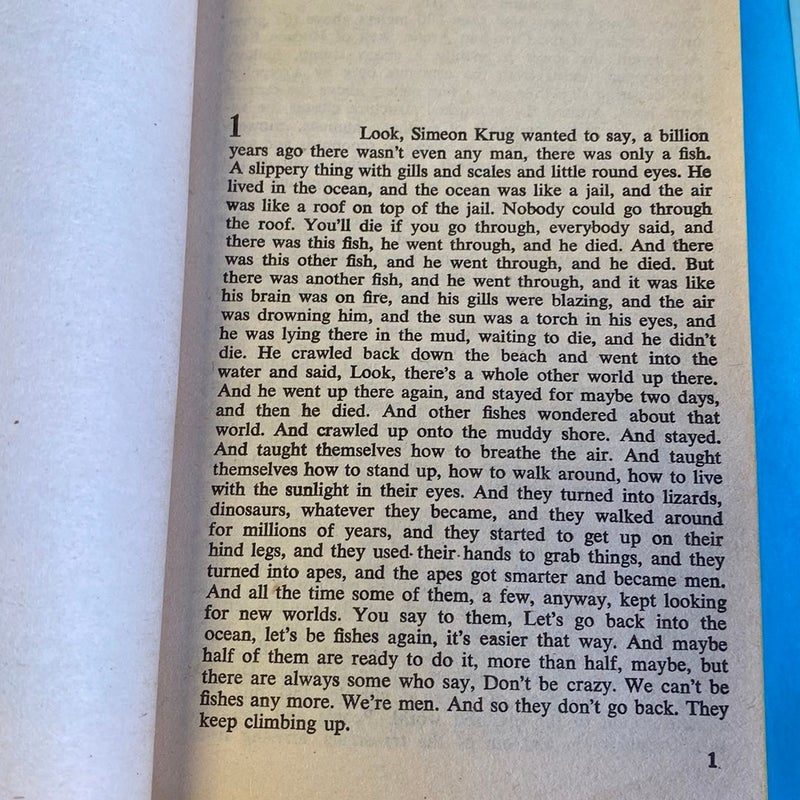 1
Look, Simeon Krug wanted to say, a billion
years ago there wasn't even any man, there was only a fish.
A slippery thing with gills and scales and little round eyes. He
lived in the ocean, and the ocean was like a jail, and the air
was like a roof on top of the jail. Nobody could go through
the roof. You'll die if you go through, everybody said, and
there was this fish, he went through, and he died. And there
was this other fish, and he went through, and he died. But
there was another fish, and he went through, and it was like
his brain was on fire, and his gills were blazing, and the air
was drowning him, and the sun was a torch in his eyes, and
he was lying there in the mud, waiting to die, and he didn't
die. He crawled back down the beach and went into the
water and said, Look, there's a whole other world up there.
And he went up there again, and stayed for maybe two days,
and then he died. And other fishes wondered about that
world. And crawled up onto the muddy shore. And stayed.
And taught themselves how to breathe the air. And taught
themselves how to stand up, how to walk around, how to live
with the sunlight in their eyes. And they turned into lizards,
dinosaurs, whatever they became, and they walked around
for millions of years, and they started to get up on their
hind legs, and they used their hands to grab things, and they
turned into apes, and the apes got smarter and became men.
And all the time some of them, a few, anyway, kept looking
for new worlds. You say to them, Let's go back into the
ocean, let's be fishes again, it's easier that way. And maybe
half of them are ready to do it, more than half, maybe, but
there are always some who say, Don't be crazy. We can't be
fishes any more. We're men. And so they don't go back. They
keep climbing up.
1